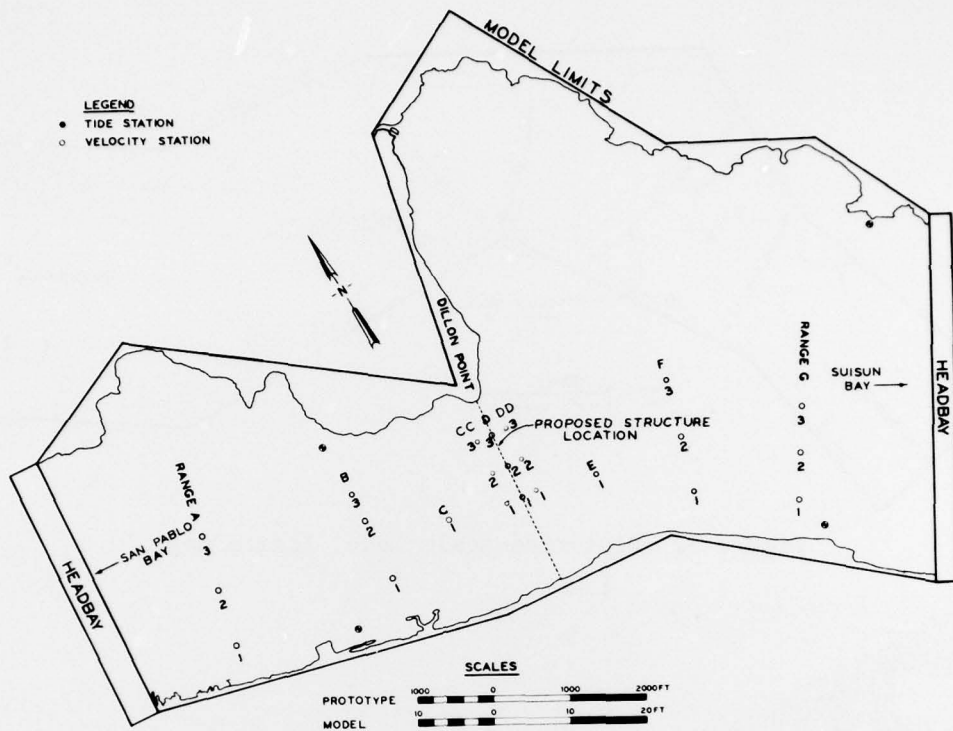 MODEL LIMITS
LEGEND
TIDE STATION
VELOCITY STATION
N
DILLON POINT
RANGE G
SUISUN
BAY
HEADBAY
F
3
2
1
3
2
1
CC D DD
3 3 3
2 2 2
1 1 1
PROPOSED STRUCTURE
LOCATION
E
1
C
1
B
3
2
1
RANGE A
3
2
1
SAN PABLO
BAY
HEADBAY
SCALES
PROTOTYPE 1000 0 1000 2000 FT
MODEL 10 0 10 20 FT